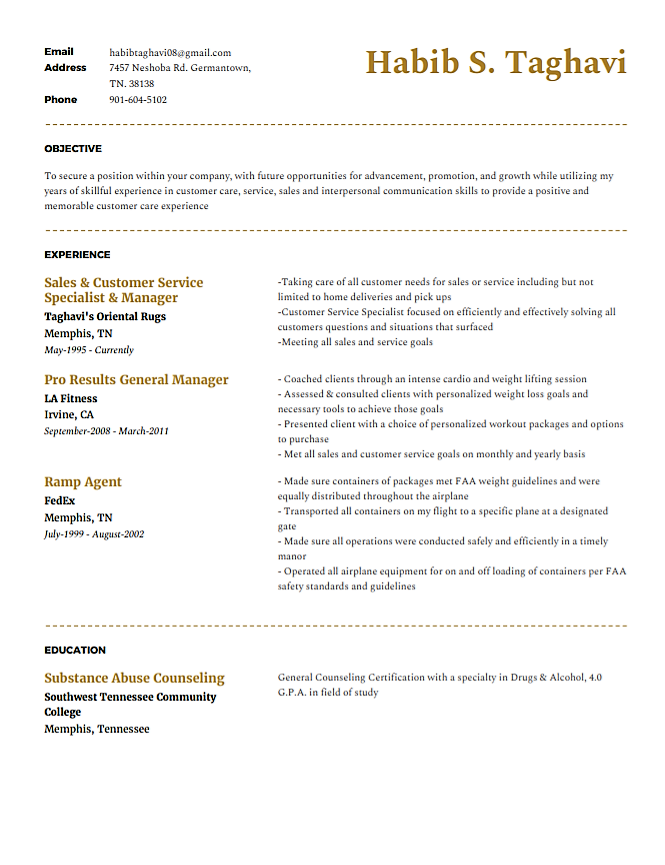 Habib S. Taghavi
Email habibtaghavi08@gmail.com
Address 7457 Neshoba Rd. Germantown,
TN. 38138
Phone 901-604-5102
OBJECTIVE
To secure a position within your company, with future opportunities for advancement, promotion, and growth while utilizing my
years of skillful experience in customer care, service, sales and interpersonal communication skills to provide a positive and
memorable customer care experience
EXPERIENCE
Sales & Customer Service
Specialist & Manager
Taghavi's Oriental Rugs
Memphis, TN
May-1995 - Currently
-Taking care of all customer needs for sales or service including but not
limited to home deliveries and pick ups
-Customer Service Specialist focused on efficiently and effectively solving all
customers questions and situations that surfaced
-Meeting all sales and service goals
Pro Results General Manager
LA Fitness
Irvine, CA
September-2008 - March-2011
- Coached clients through an intense cardio and weight lifting session
- Assessed & consulted clients with personalized weight loss goals and
necessary tools to achieve those goals
- Presented client with a choice of personalized workout packages and options
to purchase
- Met all sales and customer service goals on monthly and yearly basis
Ramp Agent
FedEx
Memphis, TN
July-1999 - August-2002
- Made sure containers of packages met FAA weight guidelines and were
equally distributed throughout the airplane
- Transported all containers on my flight to a specific plane at a designated
gate
- Made sure all operations were conducted safely and efficiently in a timely
manor
- Operated all airplane equipment for on and off loading of containers per FAA
safety standards and guidelines
EDUCATION
Substance Abuse Counseling
Southwest Tennessee Community
College
Memphis, Tennessee
General Counseling Certification with a specialty in Drugs & Alcohol, 4.0
G.P.A. in field of study